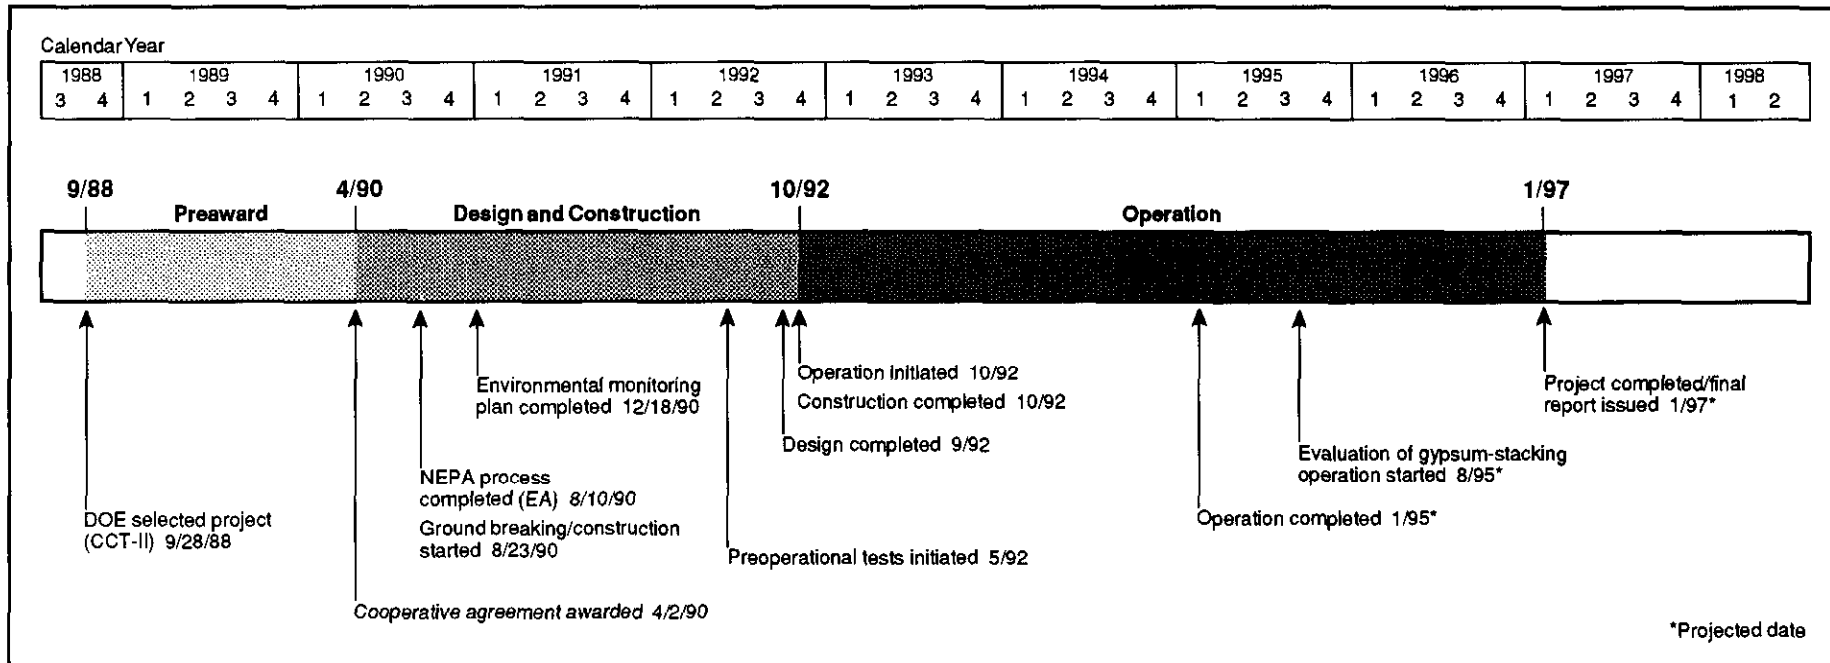 Calendar Year
1988 1989 1990 1991 1992 1993 1994 1995 1996 1997 1998
3 4 1 2 3 4 1 2 3 4 1 2 3 4 1 2 3 4 1 2 3 4 1 2 3 4 1 2 3 4 1 2 3 4 1 2 3 4 1 2
9/88 4/90 10/92 1/97
Preaward Design and Construction Operation
Operation initiated 10/92
Construction completed 10/92
Environmental monitoring
plan completed 12/18/90
Project completed/final
report issued 1/97*
Design completed 9/92
Evaluation of gypsum-stacking
operation started 8/95*
NEPA process
completed (EA) 8/10/90
Ground breaking/construction
started 8/23/90
DOE selected project
(CCT-II) 9/28/88
Operation completed 1/95*
Preoperational tests initiated 5/92
Cooperative agreement awarded 4/2/90
*Projected date